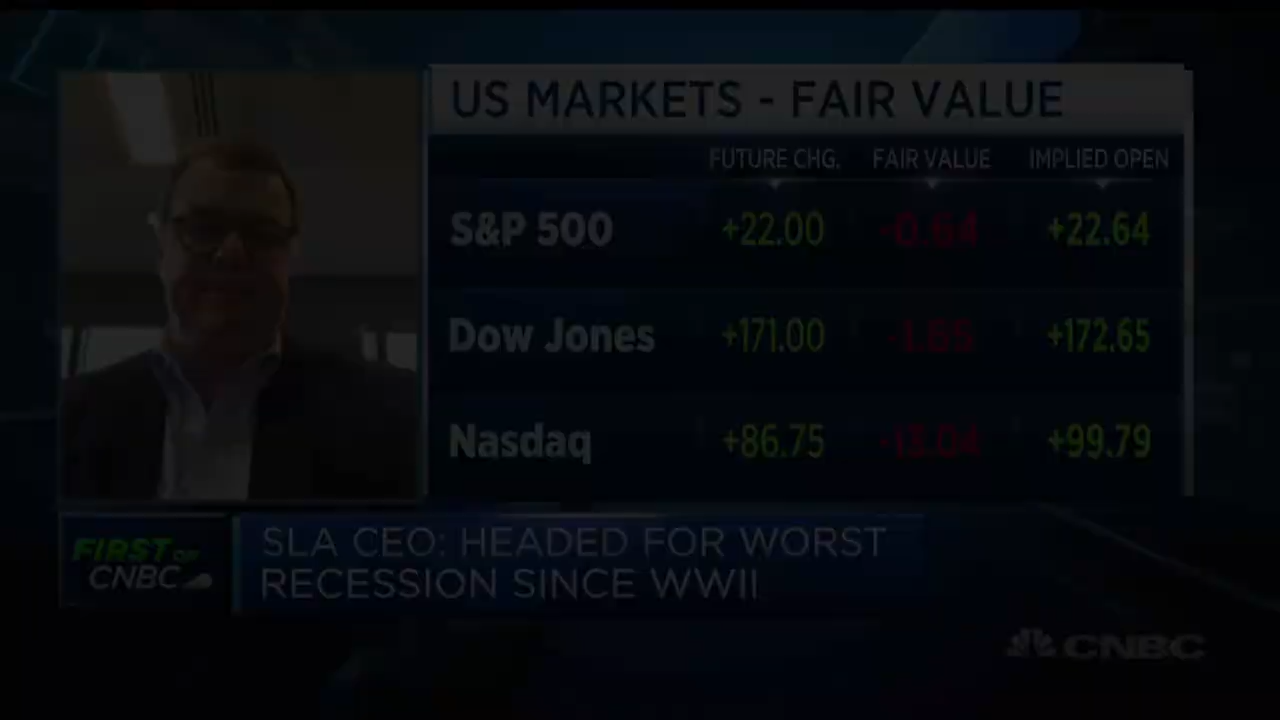 US MARKETS - FAIR VALUE
FUTURE CHG. FAIR VALUE IMPLIED OPEN
S&P 500 +22.00 -0.64 +22.64
Dow Jones +171.00 -1.65 +172.65
Nasdaq +86.75 -13.04 +99.79
FIRST ON
CNBC
SLA CEO: HEADED FOR WORST
RECESSION SINCE WWII
CNBC